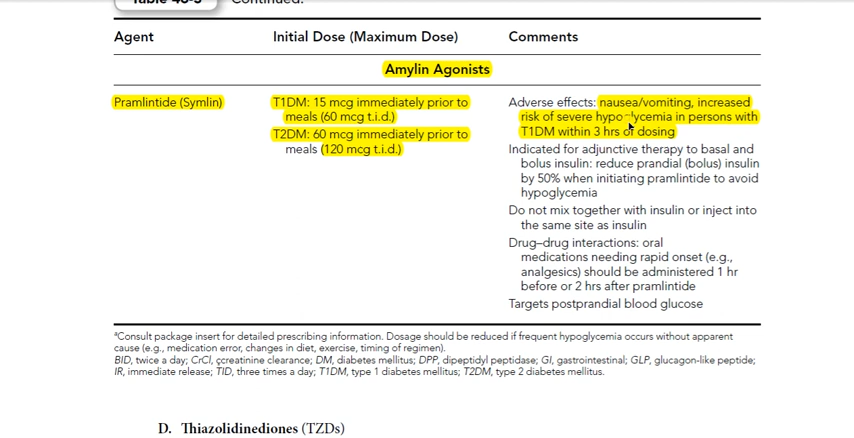 Table 40-3 Continued.
Agent Initial Dose (Maximum Dose) Comments
Amylin Agonists
Pramlintide (Symlin) T1DM: 15 mcg immediately prior to
meals (60 mcg t.i.d.)
T2DM: 60 mcg immediately prior to
meals (120 mcg t.i.d.)
Adverse effects: nausea/vomiting, increased
risk of severe hypoglycemia in persons with
T1DM within 3 hrs of dosing
Indicated for adjunctive therapy to basal and
bolus insulin: reduce prandial (bolus) insulin
by 50% when initiating pramlintide to avoid
hypoglycemia
Do not mix together with insulin or inject into
the same site as insulin
Drug–drug interactions: oral
medications needing rapid onset (e.g.,
analgesics) should be administered 1 hr
before or 2 hrs after pramlintide
Targets postprandial blood glucose
ᵃConsult package insert for detailed prescribing information. Dosage should be reduced if frequent hypoglycemia occurs without apparent
cause (e.g., medication error, changes in diet, exercise, timing of regimen).
BID, twice a day; CrCl, çcreatinine clearance; DM, diabetes mellitus; DPP, dipeptidyl peptidase; GI, gastrointestinal; GLP, glucagon-like peptide;
IR, immediate release; TID, three times a day; T1DM, type 1 diabetes mellitus; T2DM, type 2 diabetes mellitus.
D. Thiazolidinediones (TZDs)